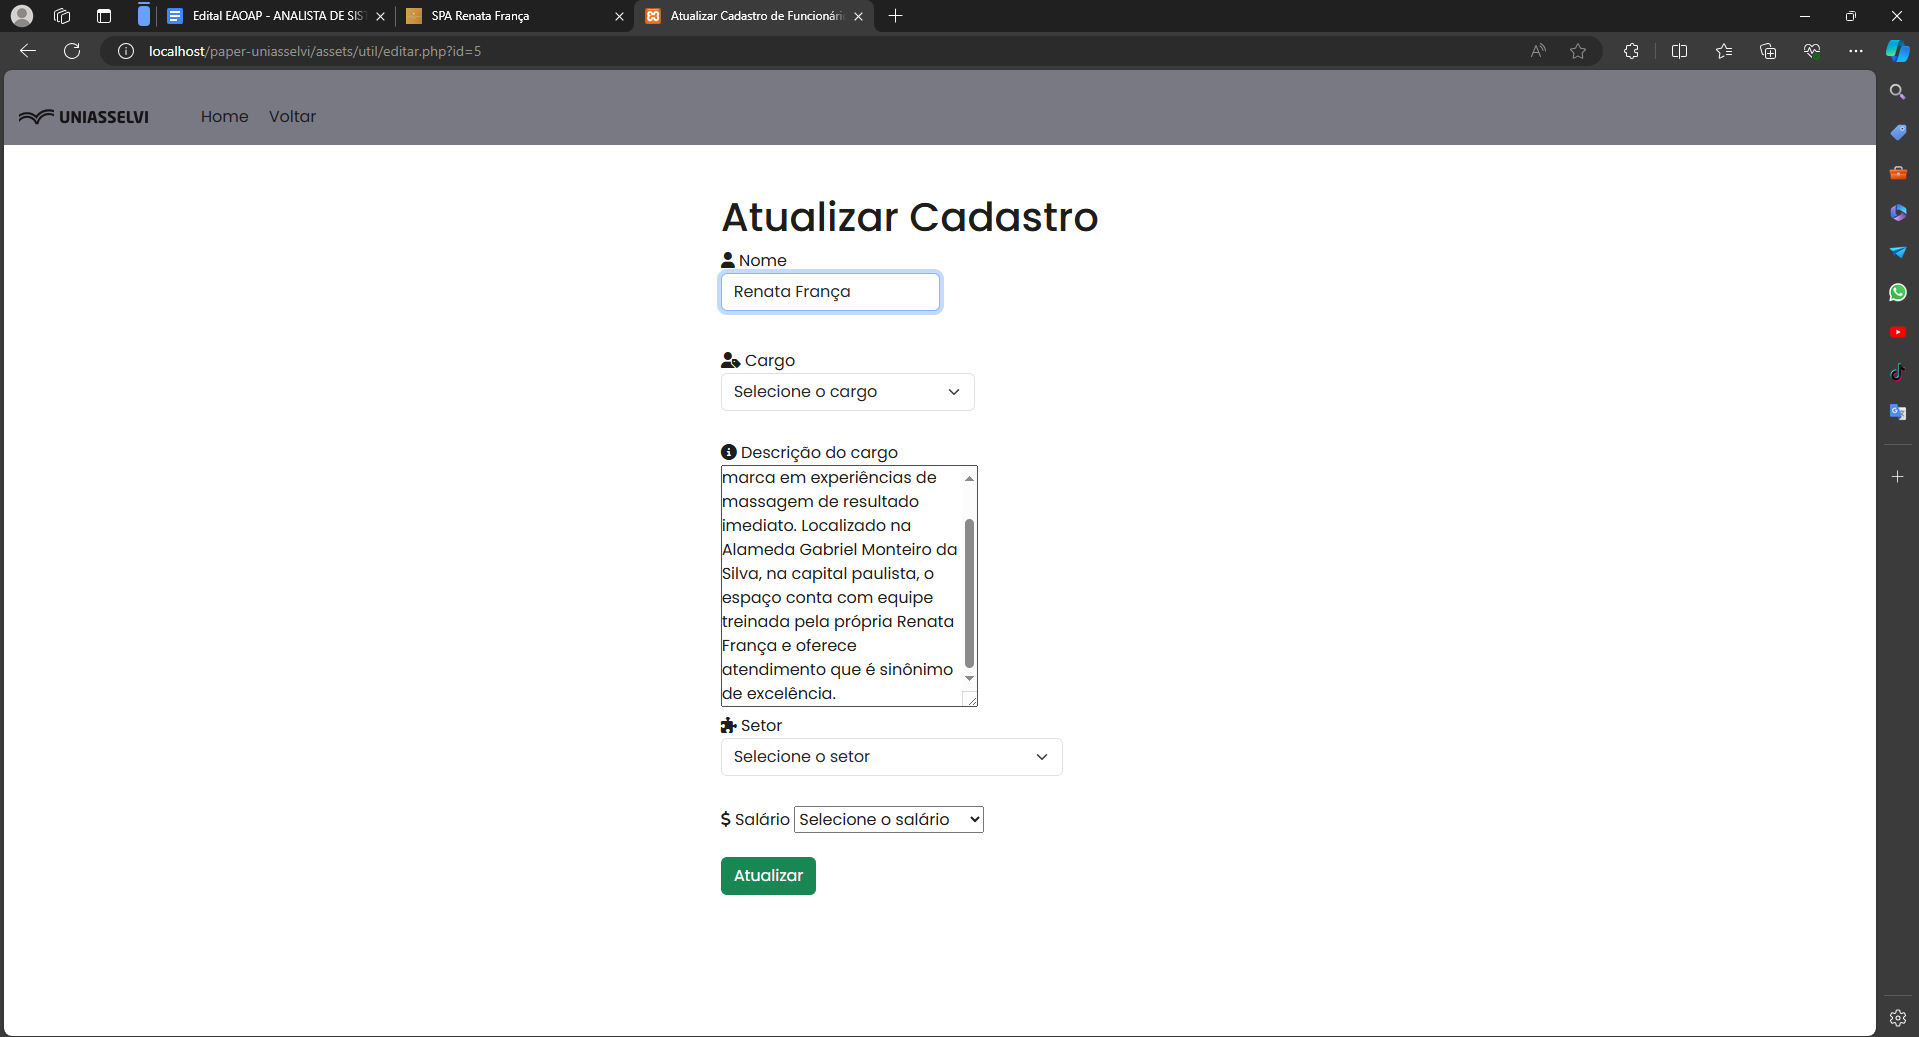 Edital EAOAP - ANALISTA DE SIS
SPA Renata França
Atualizar Cadastro de Funcionári
localhost/paper-uniasselvi/assets/util/editar.php?id=5
UNIASSELVI
Home
Voltar
Atualizar Cadastro
Nome
Renata França
Cargo
Selecione o cargo
Descrição do cargo
marca em experiências de
massagem de resultado
imediato. Localizado na
Alameda Gabriel Monteiro da
Silva, na capital paulista, o
espaço conta com equipe
treinada pela própria Renata
França e oferece
atendimento que é sinônimo
de excelência.
Setor
Selecione o setor
Salário
Selecione o salário
Atualizar